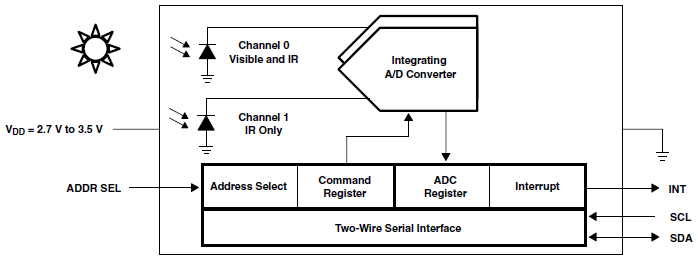 Channel 0
Visible and IR
Integrating
A/D Converter
Channel 1
IR Only
VDD = 2.7 V to 3.5 V
ADDR SEL
Address Select
Command
Register
ADC
Register
Interrupt
INT
Two-Wire Serial Interface
SCL
SDA